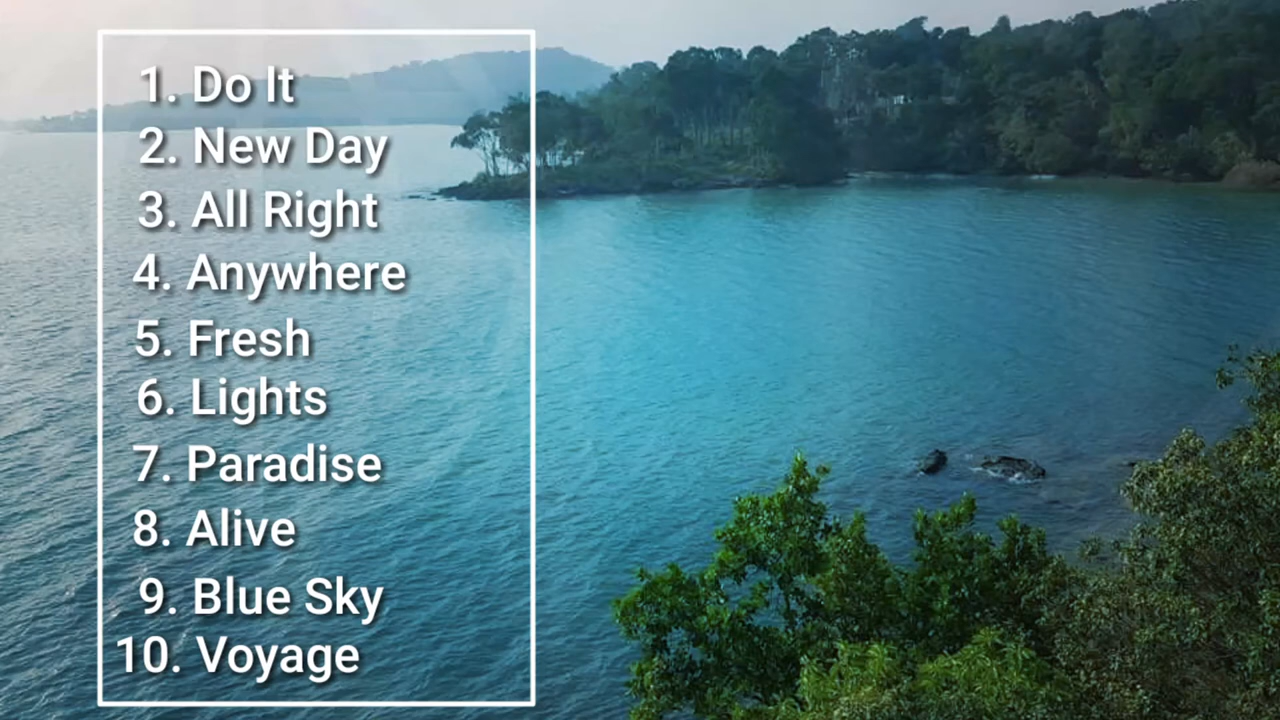 1. Do It
2. New Day
3. All Right
4. Anywhere
5. Fresh
6. Lights
7. Paradise
8. Alive
9. Blue Sky
10. Voyage